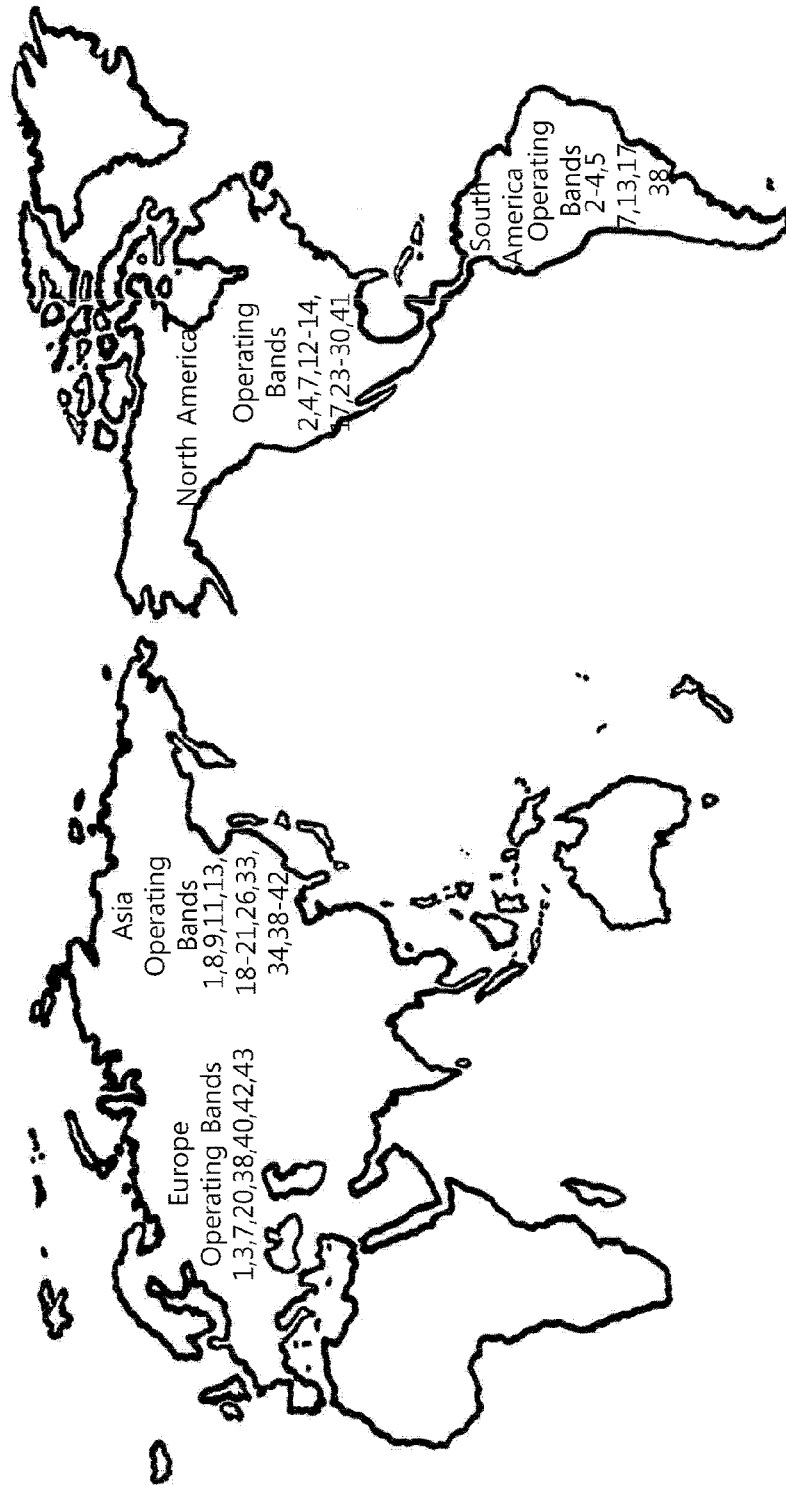 Europe
Operating Bands
1,3,7,20,38,40,42,43
Asia
Operating
Bands
1,8,9,11,13,
18-21,26,33,
34,38-42
North America
Operating
Bands
2,4,7,12-14,
17,23-30,41
South
America
Operating
Bands
2-4,5
7,13,17
38